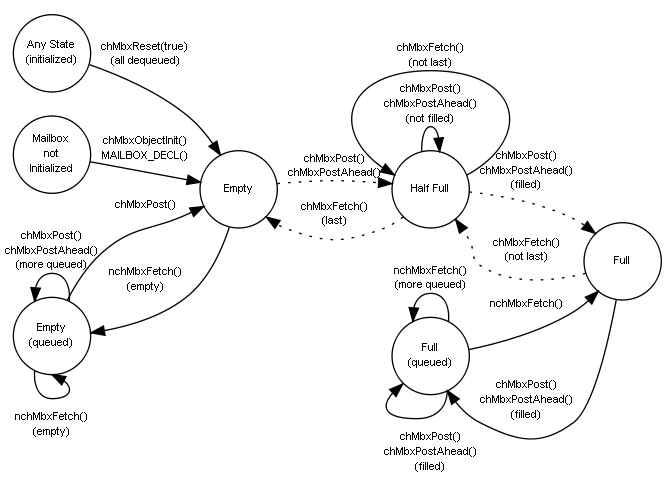 Any State
(initialized)
chMbxReset(true)
(all dequeued)
Mailbox
not
Initialized
chMbxObjectInit()
MAILBOX_DECL()
Empty
chMbxPost()
chMbxPostAhead()
chMbxFetch()
(last)
chMbxFetch()
(not last)
chMbxPost()
chMbxPostAhead()
(not filled)
Half Full
chMbxPost()
chMbxPostAhead()
(filled)
chMbxFetch()
(not last)
Full
chMbxPost()
nchMbxFetch()
(empty)
chMbxPost()
chMbxPostAhead()
(more queued)
Empty
(queued)
nchMbxFetch()
(empty)
nchMbxFetch()
(more queued)
Full
(queued)
nchMbxFetch()
chMbxPost()
chMbxPostAhead()
(filled)
chMbxPost()
chMbxPostAhead()
(filled)